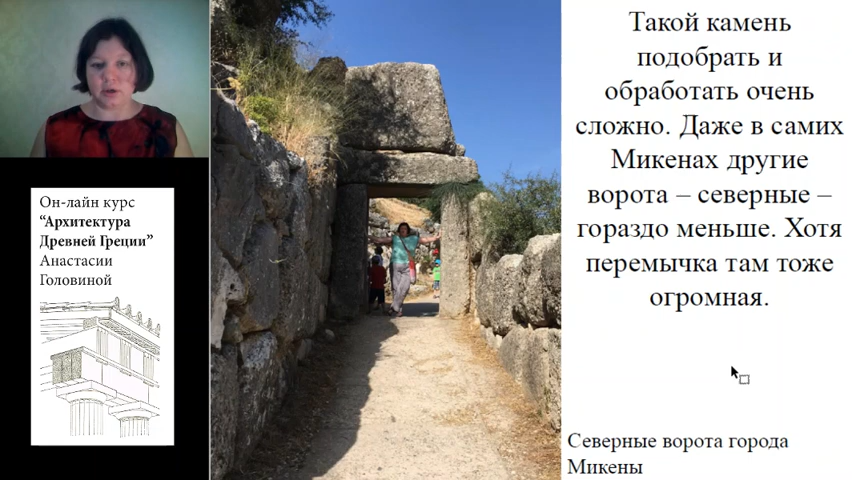 Он-лайн курс
“Архитектура
Древней Греции”
Анастасии
Головиной
Такой камень
подобрать и
обработать очень
сложно. Даже в самих
Микенах другие
ворота – северные –
гораздо меньше. Хотя
перемычка там тоже
огромная.
Северные ворота города
Микены